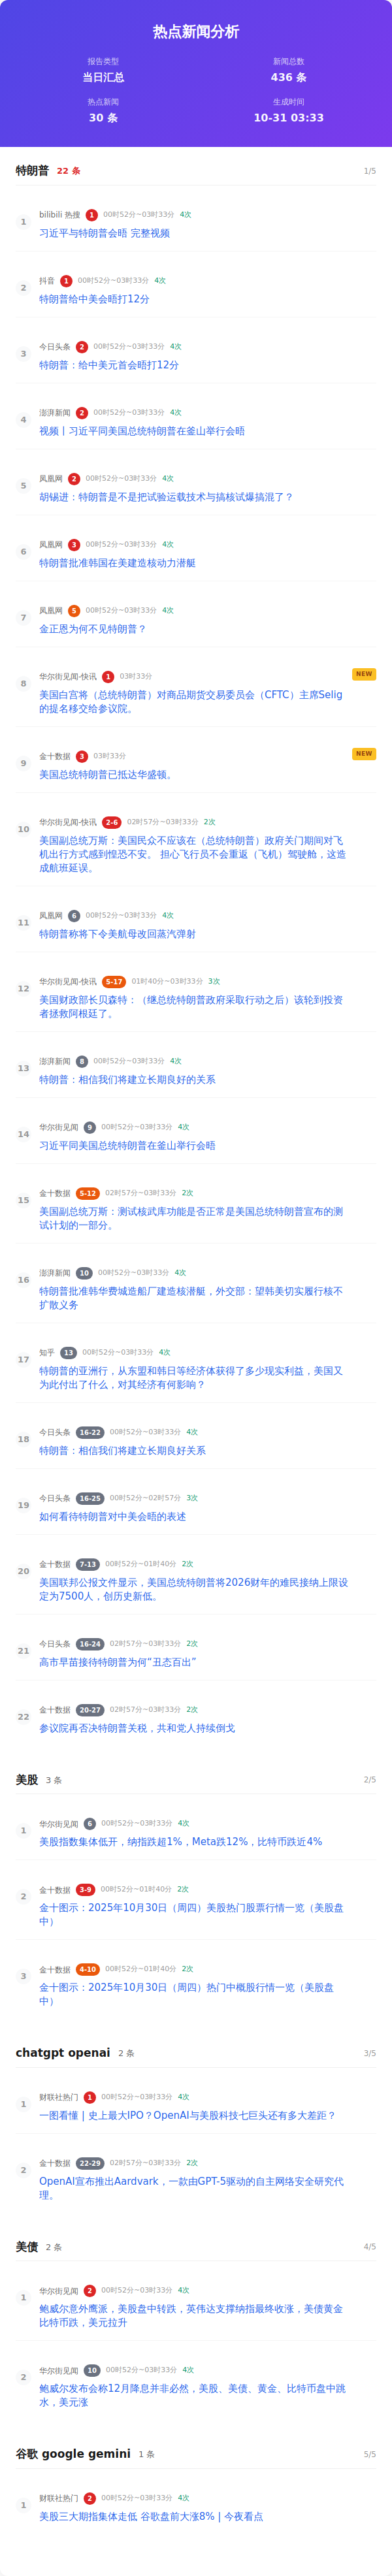 热点新闻分析
报告类型
新闻总数
当日汇总
436 条
热点新闻
生成时间
30 条
10-31 03:33
特朗普 22 条 1/5
1
bilibili 热搜 1 00时52分~03时33分 4次
习近平与特朗普会晤 完整视频
2
抖音 1 00时52分~03时33分 4次
特朗普给中美会晤打12分
3
今日头条 2 00时52分~03时33分 4次
特朗普：给中美元首会晤打12分
4
澎湃新闻 2 00时52分~03时33分 4次
视频丨习近平同美国总统特朗普在釜山举行会晤
5
凤凰网 2 00时52分~03时33分 4次
胡锡进：特朗普是不是把试验运载技术与搞核试爆搞混了？
6
凤凰网 3 00时52分~03时33分 4次
特朗普批准韩国在美建造核动力潜艇
7
凤凰网 5 00时52分~03时33分 4次
金正恩为何不见特朗普？
8
华尔街见闻-快讯 1 03时33分 NEW
美国白宫将（总统特朗普）对商品期货交易委员会（CFTC）主席Selig
的提名移交给参议院。
9
金十数据 3 03时33分 NEW
美国总统特朗普已抵达华盛顿。
10
华尔街见闻-快讯 2-6 02时57分~03时33分 2次
美国副总统万斯：美国民众不应该在（总统特朗普）政府关门期间对飞
机出行方式感到惶恐不安。 担心飞行员不会重返（飞机）驾驶舱，这造
成航班延误。
11
凤凰网 6 00时52分~03时33分 4次
特朗普称将下令美航母改回蒸汽弹射
12
华尔街见闻-快讯 5-17 01时40分~03时33分 3次
美国财政部长贝森特：（继总统特朗普政府采取行动之后）该轮到投资
者拯救阿根廷了。
13
澎湃新闻 8 00时52分~03时33分 4次
特朗普：相信我们将建立长期良好的关系
14
华尔街见闻 9 00时52分~03时33分 4次
习近平同美国总统特朗普在釜山举行会晤
15
金十数据 5-12 02时57分~03时33分 2次
美国副总统万斯：测试核武库功能是否正常是美国总统特朗普宣布的测
试计划的一部分。
16
澎湃新闻 10 00时52分~03时33分 4次
特朗普批准韩华费城造船厂建造核潜艇，外交部：望韩美切实履行核不
扩散义务
17
知乎 13 00时52分~03时33分 4次
特朗普的亚洲行，从东盟和韩日等经济体获得了多少现实利益，美国又
为此付出了什么，对其经济有何影响？
18
今日头条 16-22 00时52分~03时33分 4次
特朗普：相信我们将建立长期良好关系
19
今日头条 16-25 00时52分~02时57分 3次
如何看待特朗普对中美会晤的表述
20
金十数据 7-13 00时52分~01时40分 2次
美国联邦公报文件显示，美国总统特朗普将2026财年的难民接纳上限设
定为7500人，创历史新低。
21
今日头条 16-24 02时57分~03时33分 2次
高市早苗接待特朗普为何“丑态百出”
22
金十数据 20-27 02时57分~03时33分 2次
参议院再否决特朗普关税，共和党人持续倒戈
美股 3 条 2/5
1
华尔街见闻 6 00时52分~03时33分 4次
美股指数集体低开，纳指跌超1%，Meta跌12%，比特币跌近4%
2
金十数据 3-9 00时52分~01时40分 2次
金十图示：2025年10月30日（周四）美股热门股票行情一览（美股盘
中）
3
金十数据 4-10 00时52分~01时40分 2次
金十图示：2025年10月30日（周四）热门中概股行情一览（美股盘
中）
chatgpt openai 2 条 3/5
1
财联社热门 1 00时52分~03时33分 4次
一图看懂 | 史上最大IPO？OpenAI与美股科技七巨头还有多大差距？
2
金十数据 22-29 02时57分~03时33分 2次
OpenAI宣布推出Aardvark，一款由GPT-5驱动的自主网络安全研究代
理。
美债 2 条 4/5
1
华尔街见闻 2 00时52分~03时33分 4次
鲍威尔意外鹰派，美股盘中转跌，英伟达支撑纳指最终收涨，美债黄金
比特币跌，美元拉升
2
华尔街见闻 10 00时52分~03时33分 4次
鲍威尔发布会称12月降息并非必然，美股、美债、黄金、比特币盘中跳
水，美元涨
谷歌 google gemini 1 条 5/5
1
财联社热门 2 00时52分~03时33分 4次
美股三大期指集体走低 谷歌盘前大涨8% | 今夜看点